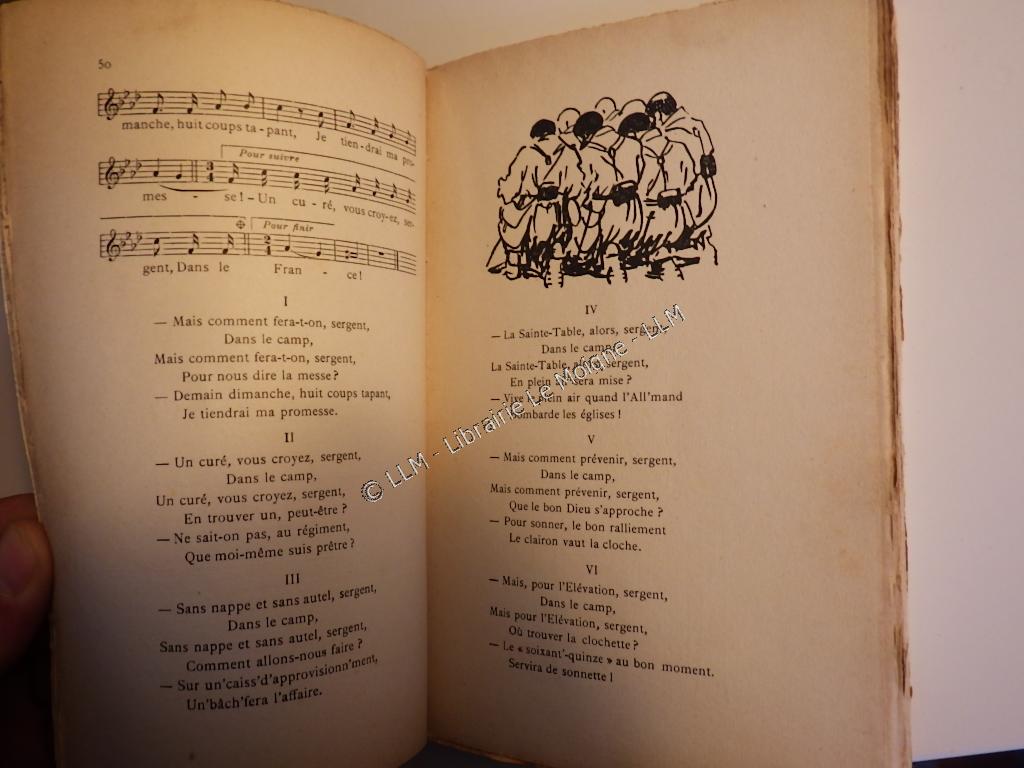 50
manche, huit coups ta-pant, Je tien-drai ma pro-
Pour suivre
mes - se!-Un cu-ré, vous croy-ez, ser-
Pour finir
gent, Dans le Fran - ce!
I
— Mais comment fera-t-on, sergent,
Dans le camp,
Mais comment fera-t-on, sergent,
Pour nous dire la messe?
— Demain dimanche, huit coups tapant,
Je tiendrai ma promesse.
II
— Un curé, vous croyez, sergent,
Dans le camp,
Un curé, vous croyez, sergent,
En trouver un, peut-être?
— Ne sait-on pas, au régiment,
Que moi-même suis prêtre?
III
— Sans nappe et sans autel, sergent,
Dans le camp,
Sans nappe et sans autel, sergent,
Comment allons-nous faire?
— Sur un'caiss'd'approvisionn'ment,
Un'bâch'fera l'affaire.
IV
— La Sainte-Table, alors, sergent,
Dans le camp,
La Sainte-Table, alors, sergent,
En plein sera mise?
— Vive plein air quand l'All'mand
Bombarde les églises!
V
— Mais comment prévenir, sergent,
Dans le camp,
Mais comment prévenir, sergent,
Que le bon Dieu s'approche?
— Pour sonner, le bon ralliement
Le clairon vaut la cloche.
VI
— Mais, pour l'Elévation, sergent,
Dans le camp,
Mais pour l'Elévation, sergent,
Où trouver la clochette?
— Le « soixant'-quinze » au bon moment.
Servira de sonnette!
© LLM - Librairie Le Moigne - LLM